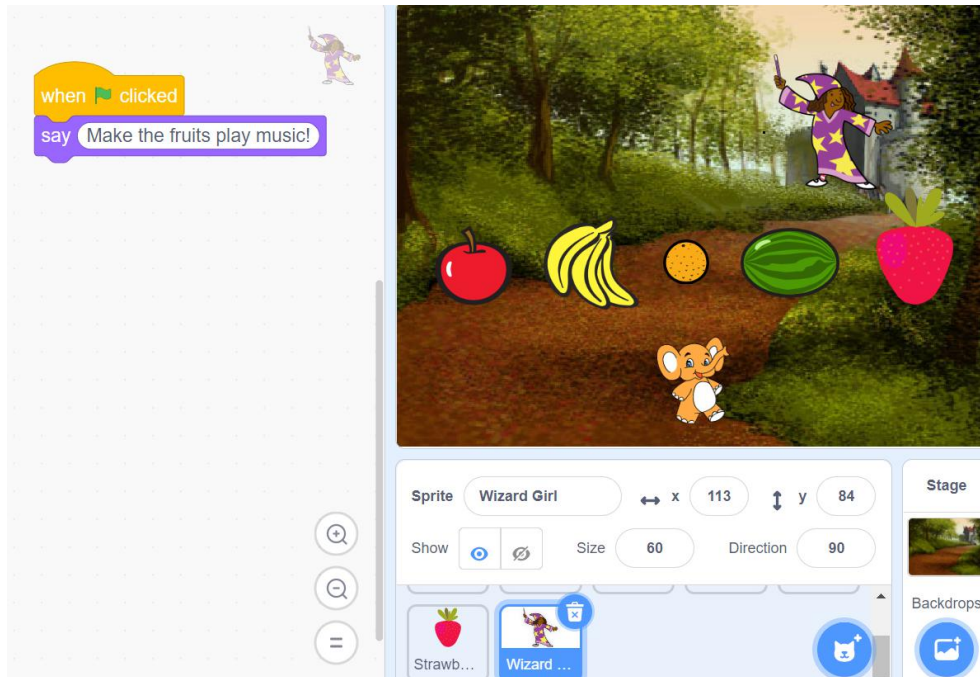 when clicked
say Make the fruits play music!
Sprite Wizard Girl x 113 y 84
Show Size 60 Direction 90
Stage
Backdrops
Strawb...
Wizard ...